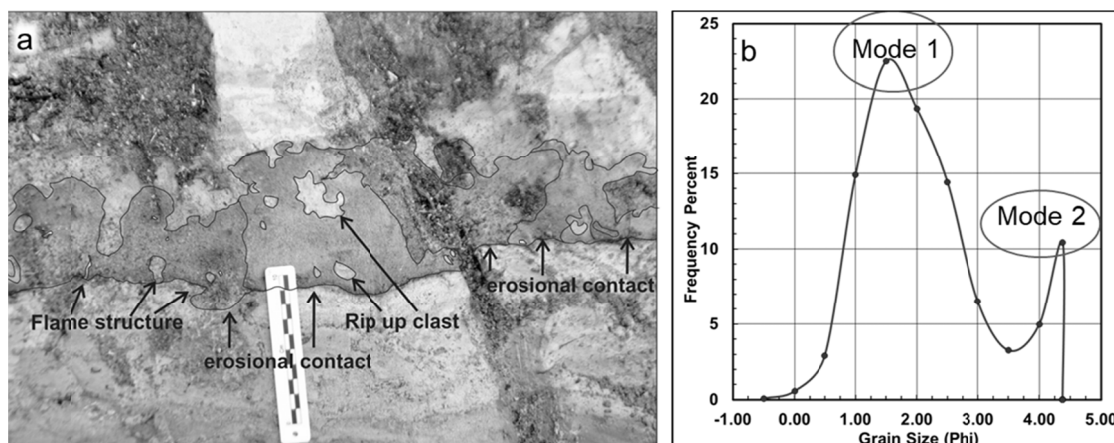 a
Flame structure
erosional contact
Rip up clast
erosional contact
b
Mode 1
Mode 2
Frequency Percent
25
20
15
10
5
0
-1.00 0.00 1.00 2.00 3.00 4.00 5.00
Grain Size (Phi)